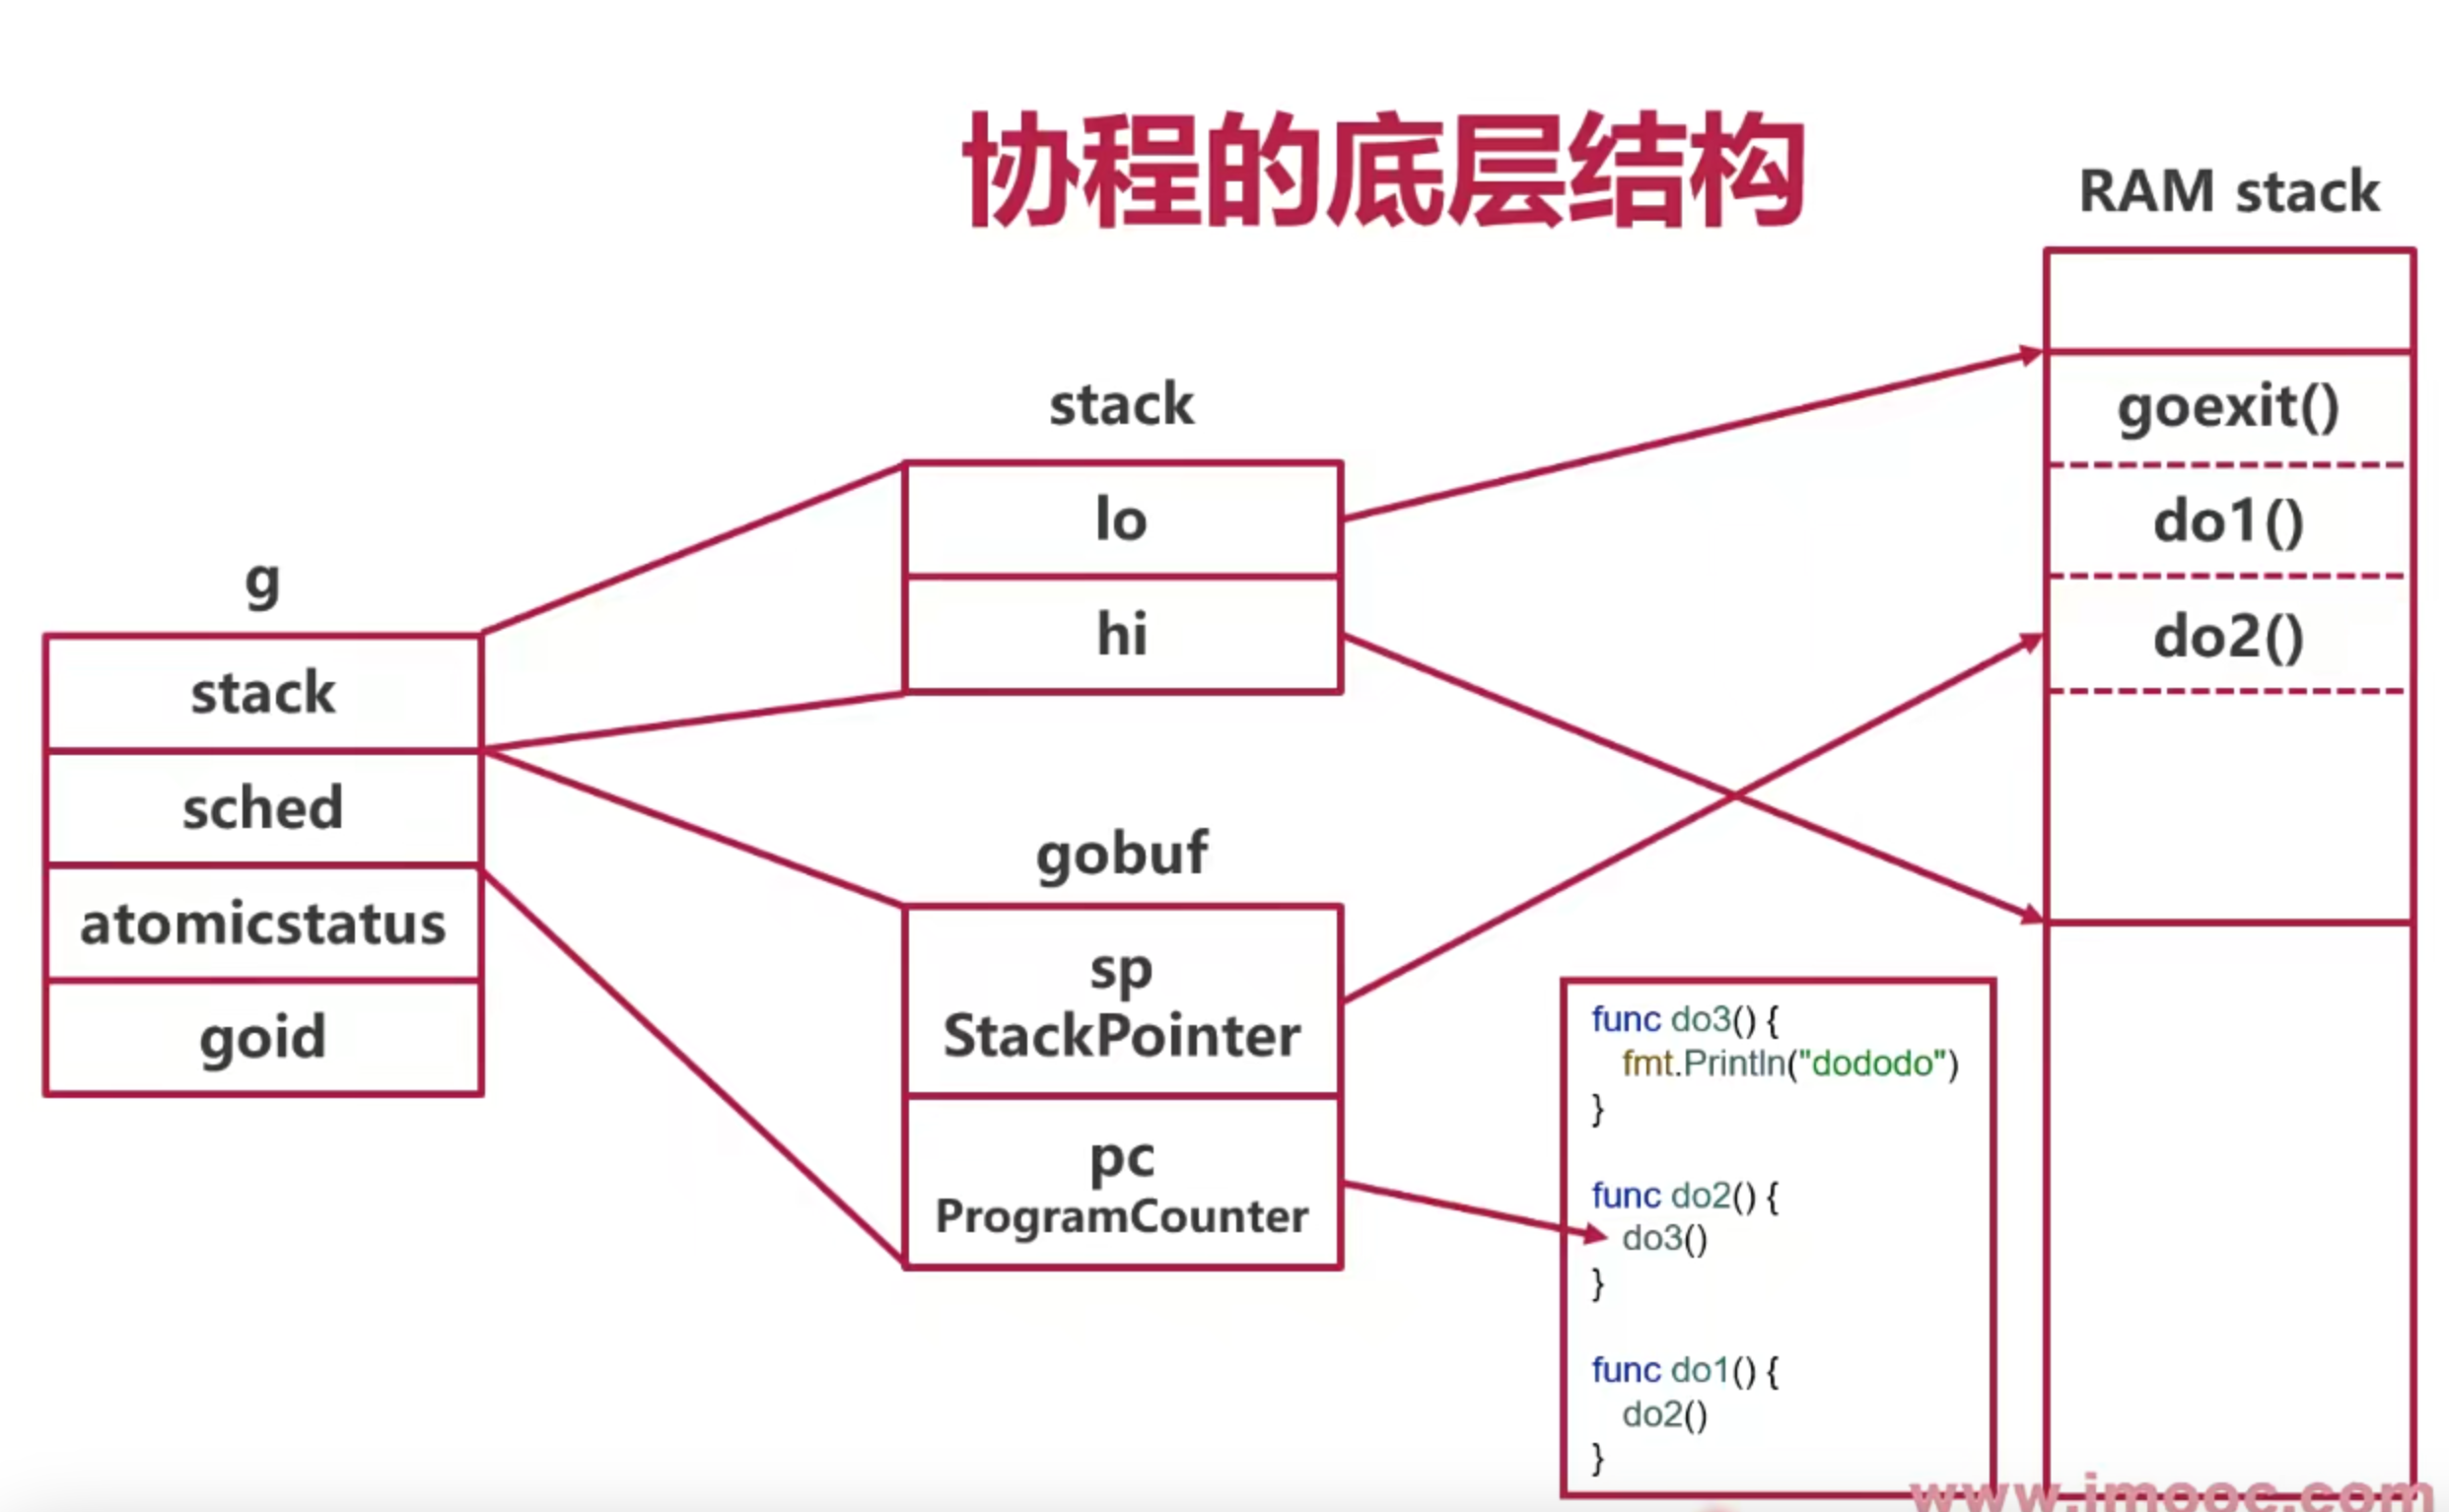 协程的底层结构
RAM stack
goexit()
do1()
do2()
stack
lo
hi
g
stack
sched
atomicstatus
goid
gobuf
sp
StackPointer
pc
ProgramCounter
func do3() {
fmt.Println("dododo")
}
func do2() {
do3()
}
func do1() {
do2()
}
www.imooc.com